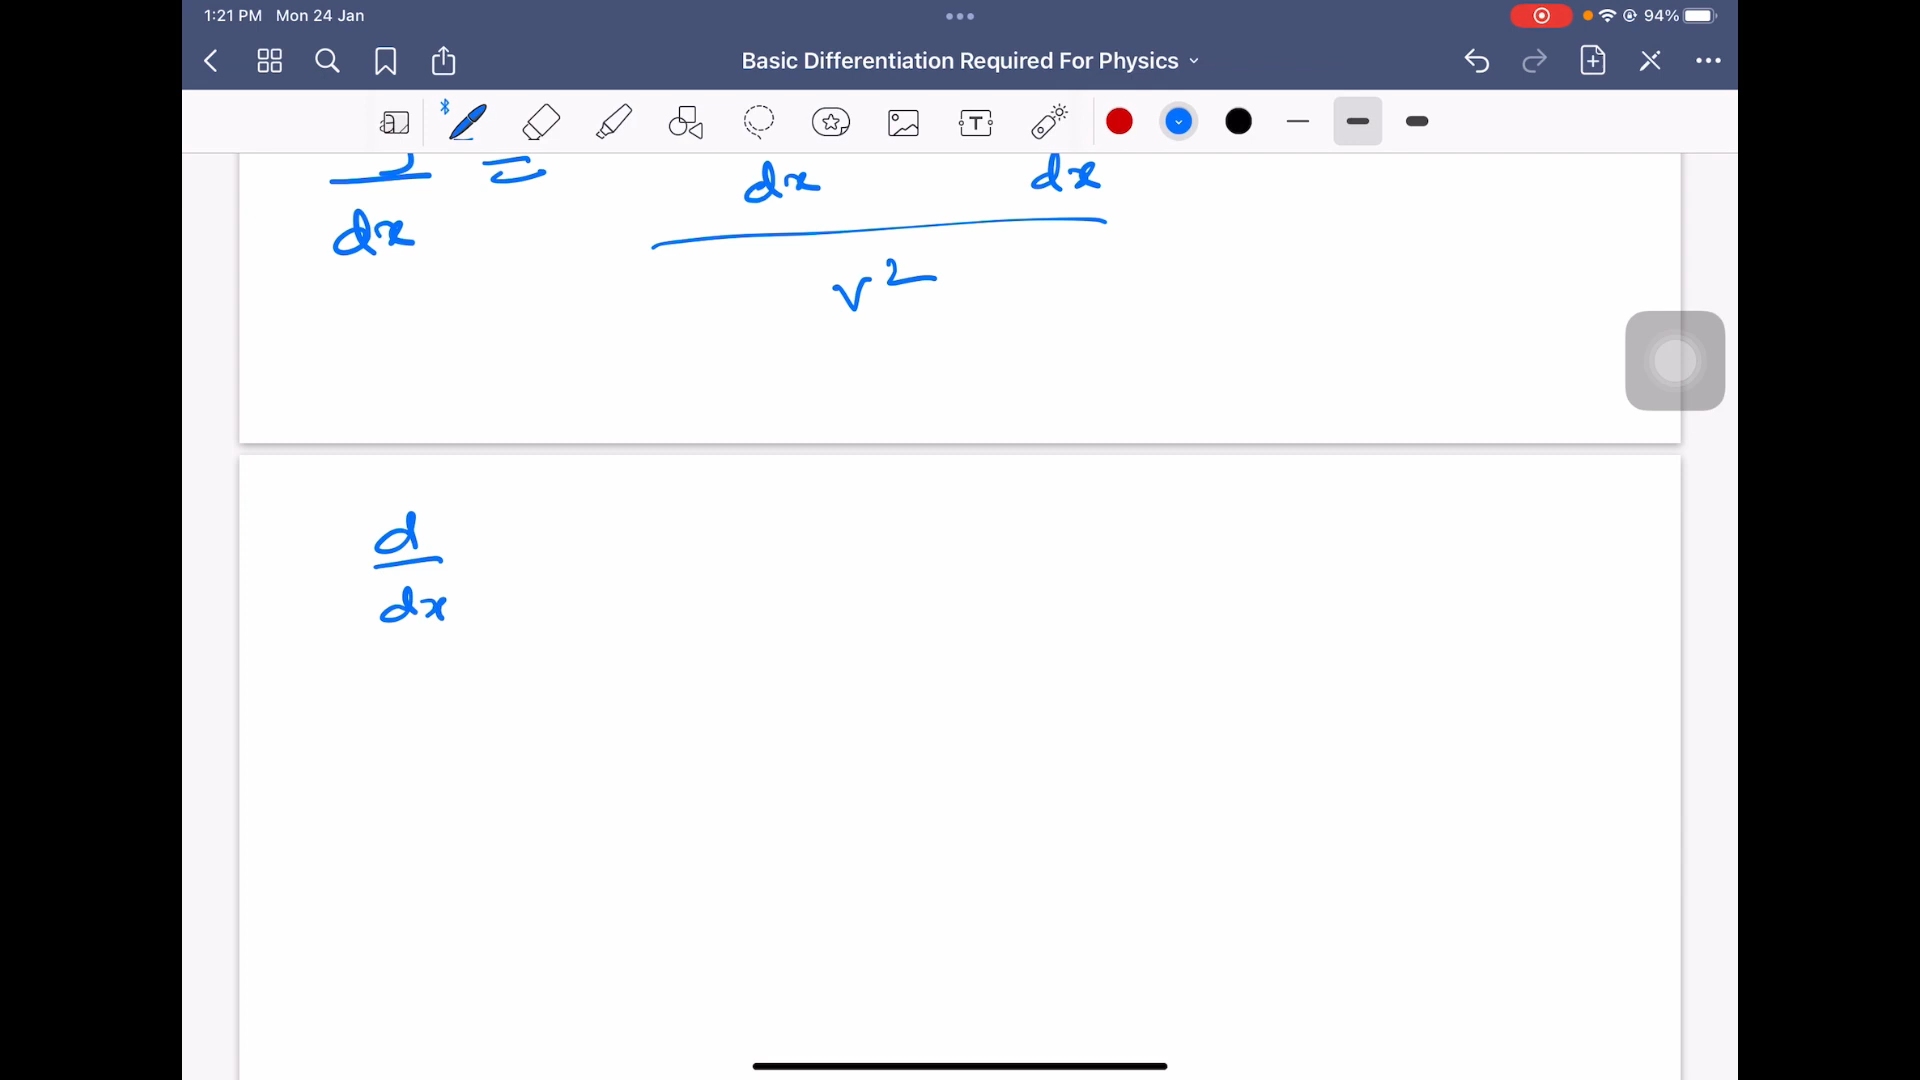 1:21 PM Mon 24 Jan
94%
Basic Differentiation Required For Physics
T
=
dx dx
dx
v²
d
dx